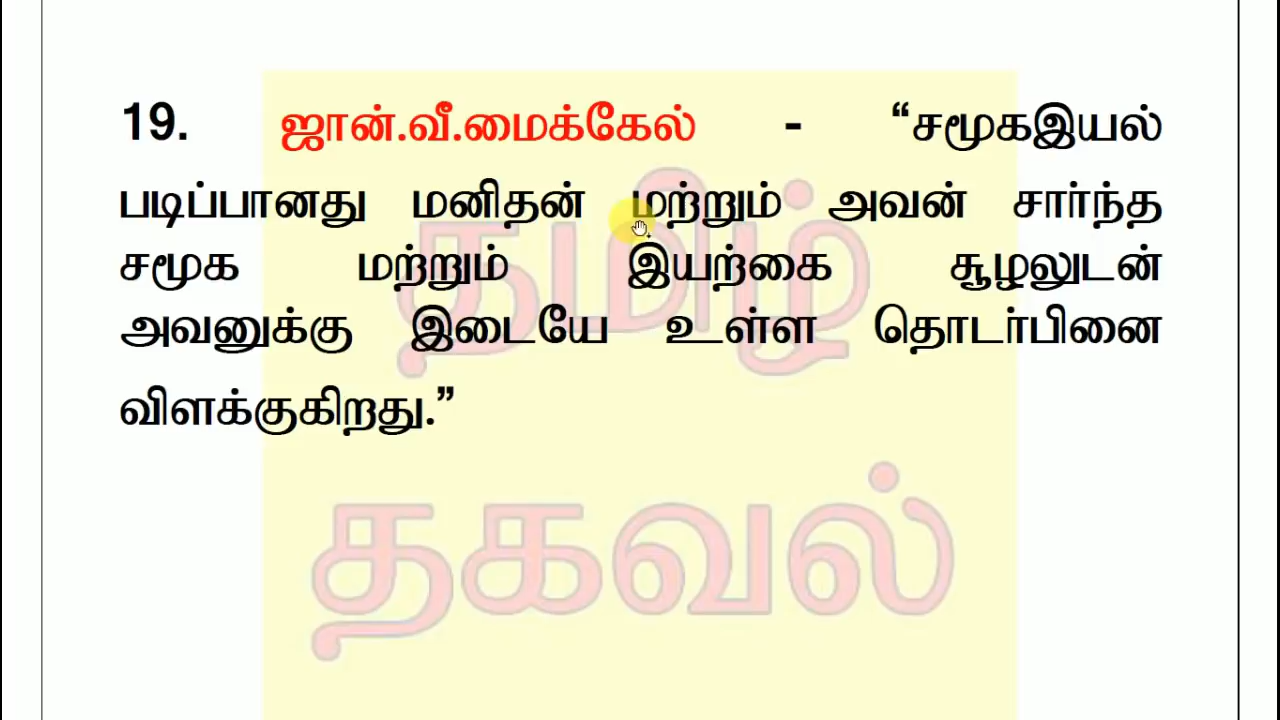 19. ஜான்.வீ.மைக்கேல் - “சமூகஇயல்
படிப்பானது மனிதன் மற்றும் அவன் சார்ந்த
சமூக மற்றும் இயற்கை சூழலுடன்
அவனுக்கு இடையே உள்ள தொடர்பினை
விளக்குகிறது.”
தமிழ்
தகவல்